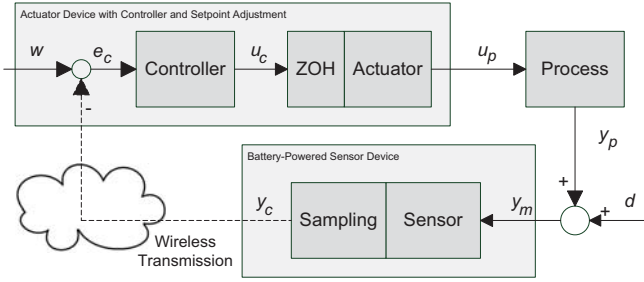 Actuator Device with Controller and Setpoint Adjustment
w
e_c
Controller
u_c
ZOH
Actuator
u_p
Process
-
y_p
Battery-Powered Sensor Device
+
+
d
y_c
Sampling
Sensor
y_m
Wireless
Transmission